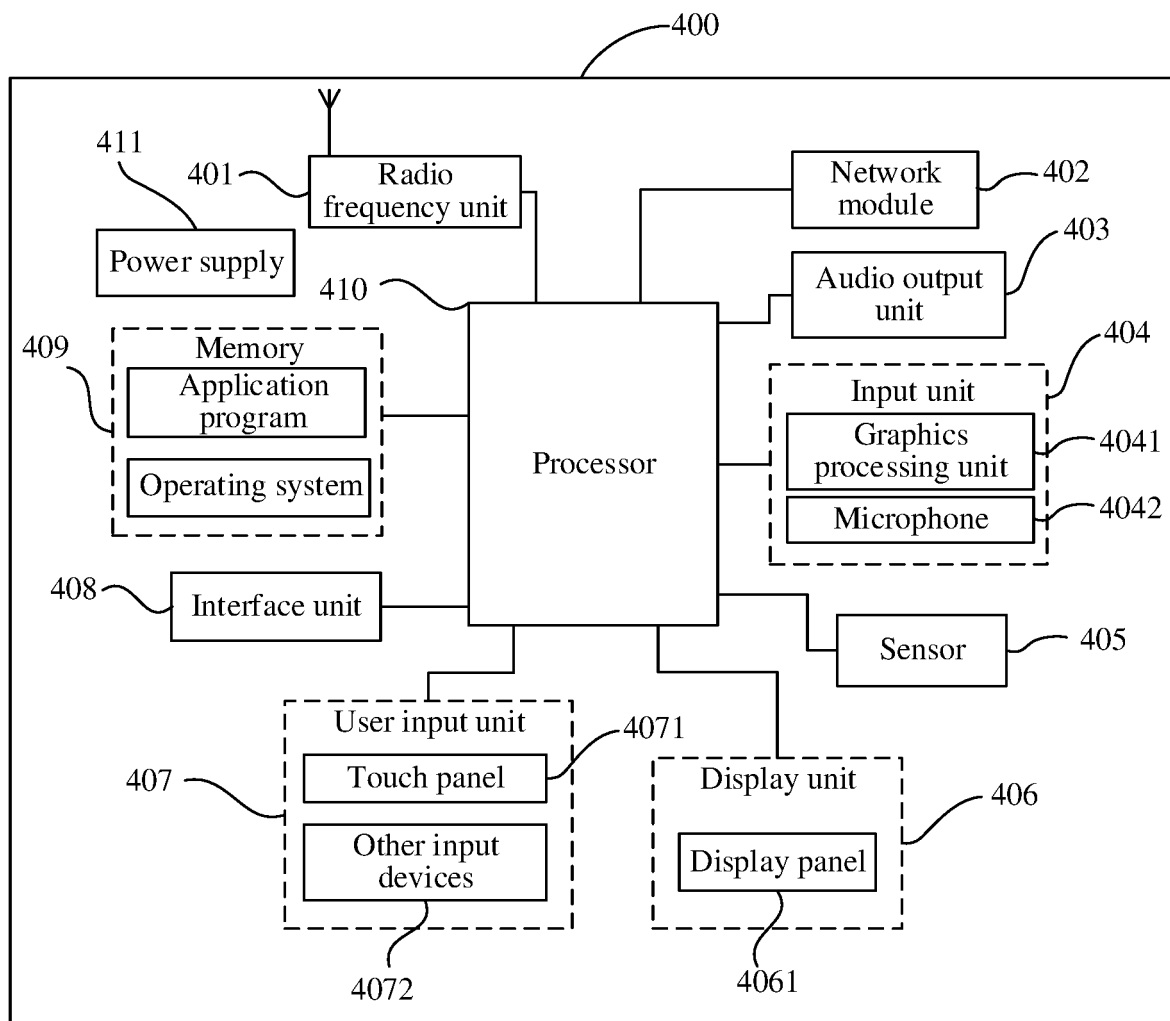 400
411
401
Radio
frequency unit
Network
module
402
Power supply
403
Audio output
unit
410
409
Memory
Application
program
Operating system
Processor
404
Input unit
Graphics
processing unit
4041
Microphone
4042
408
Interface unit
Sensor
405
User input unit
4071
407
Touch panel
Other input
devices
4072
Display unit
406
Display panel
4061